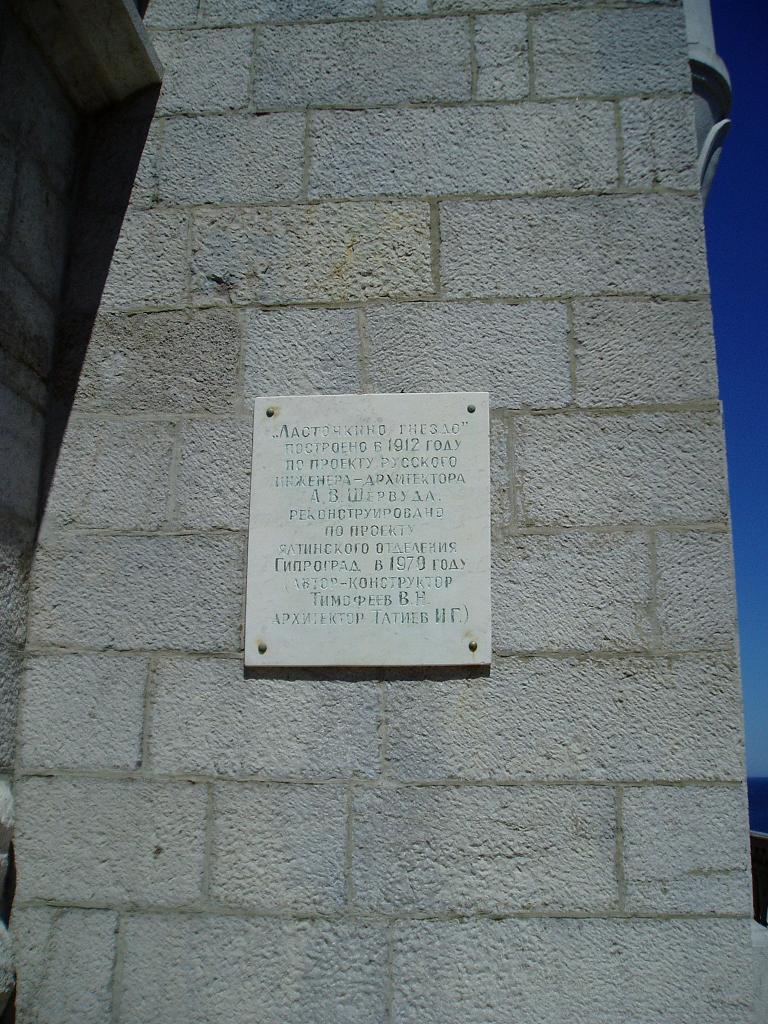 „Ласточкино гнездо"
построено в 1912 году
по проекту русского
инженера-архитектора
А.В. Шервуда.
Реконструировано
по проекту
Ялтинского отделения
Гипроград в 1970 году
(автор-конструктор
Тимофеев В.Н.
архитектор Татиев И.Г.)